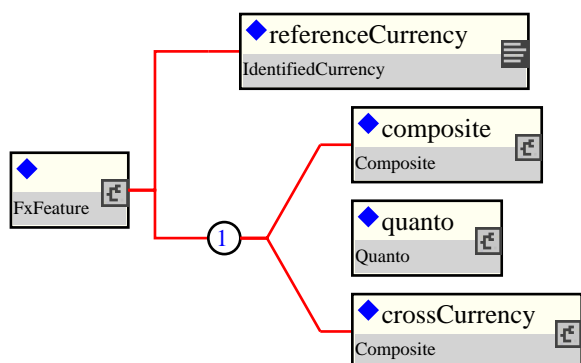 referenceCurrency
IdentifiedCurrency
composite
Composite
FxFeature
1
quanto
Quanto
crossCurrency
Composite